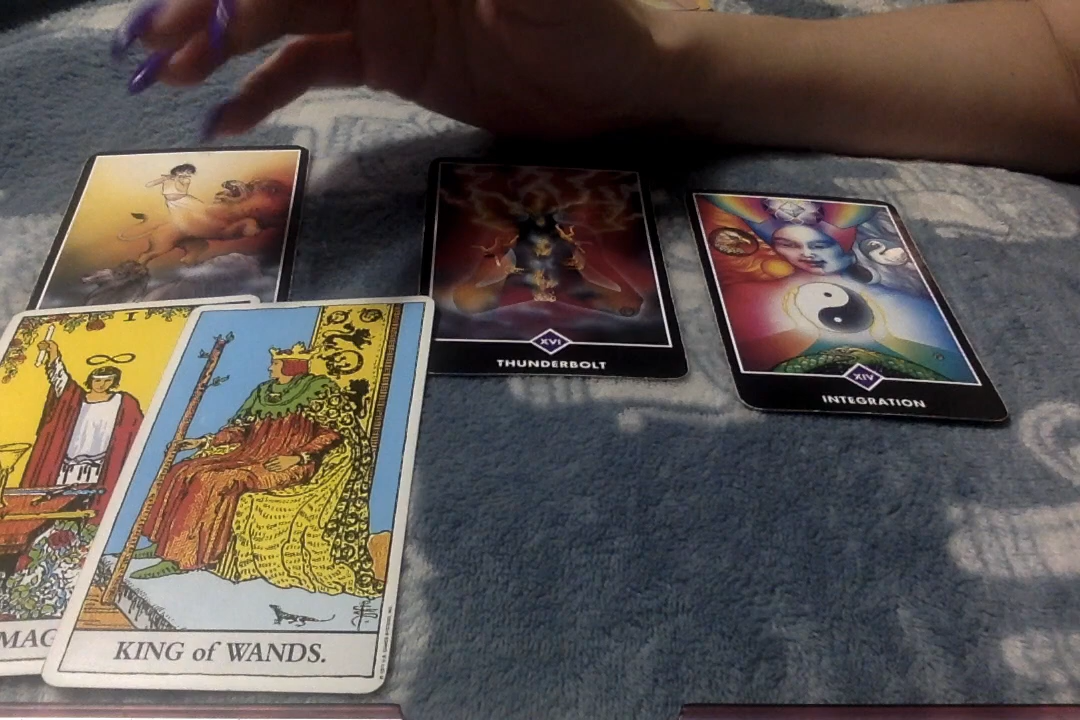 XVI
THUNDERBOLT
XIV
INTEGRATION
I
MAG
KING of WANDS.